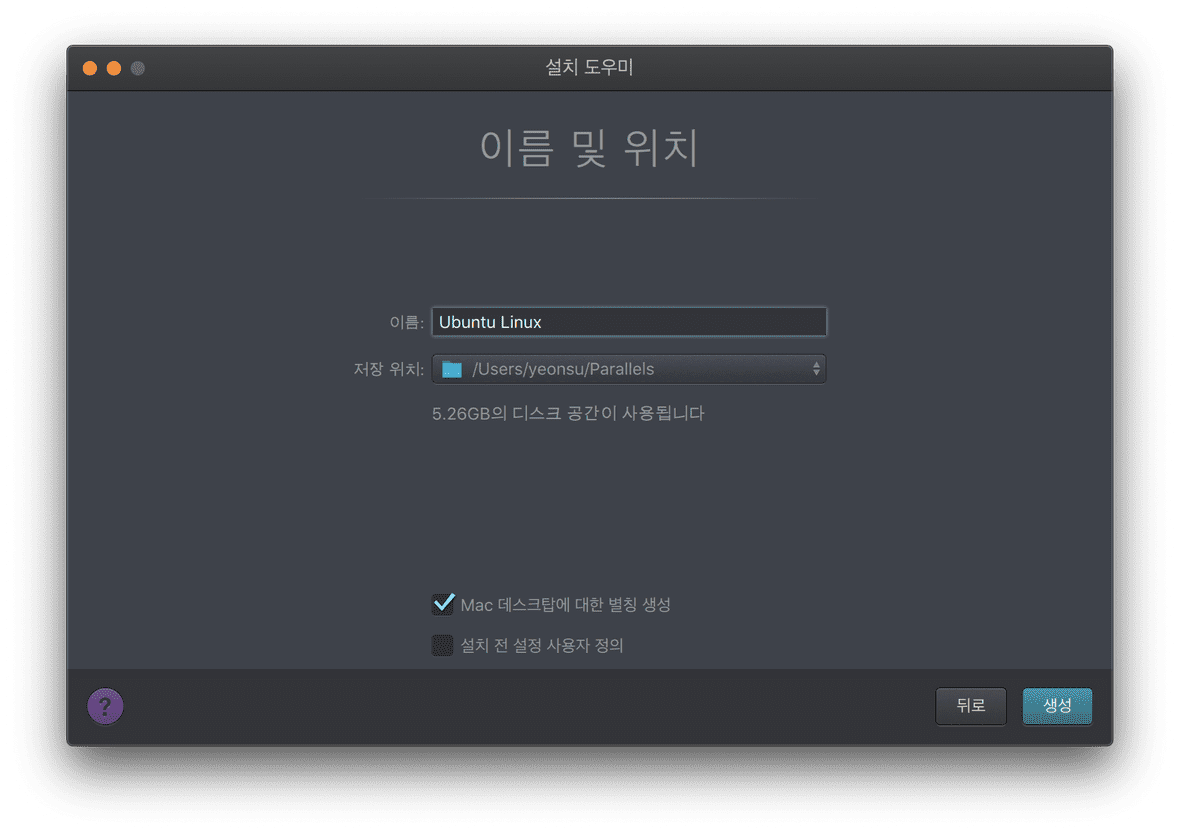 설치 도우미
이름 및 위치
이름: Ubuntu Linux
저장 위치: /Users/yeonsu/Parallels
5.26GB의 디스크 공간이 사용됩니다
Mac 데스크탑에 대한 별칭 생성
설치 전 설정 사용자 정의
? 뒤로 생성